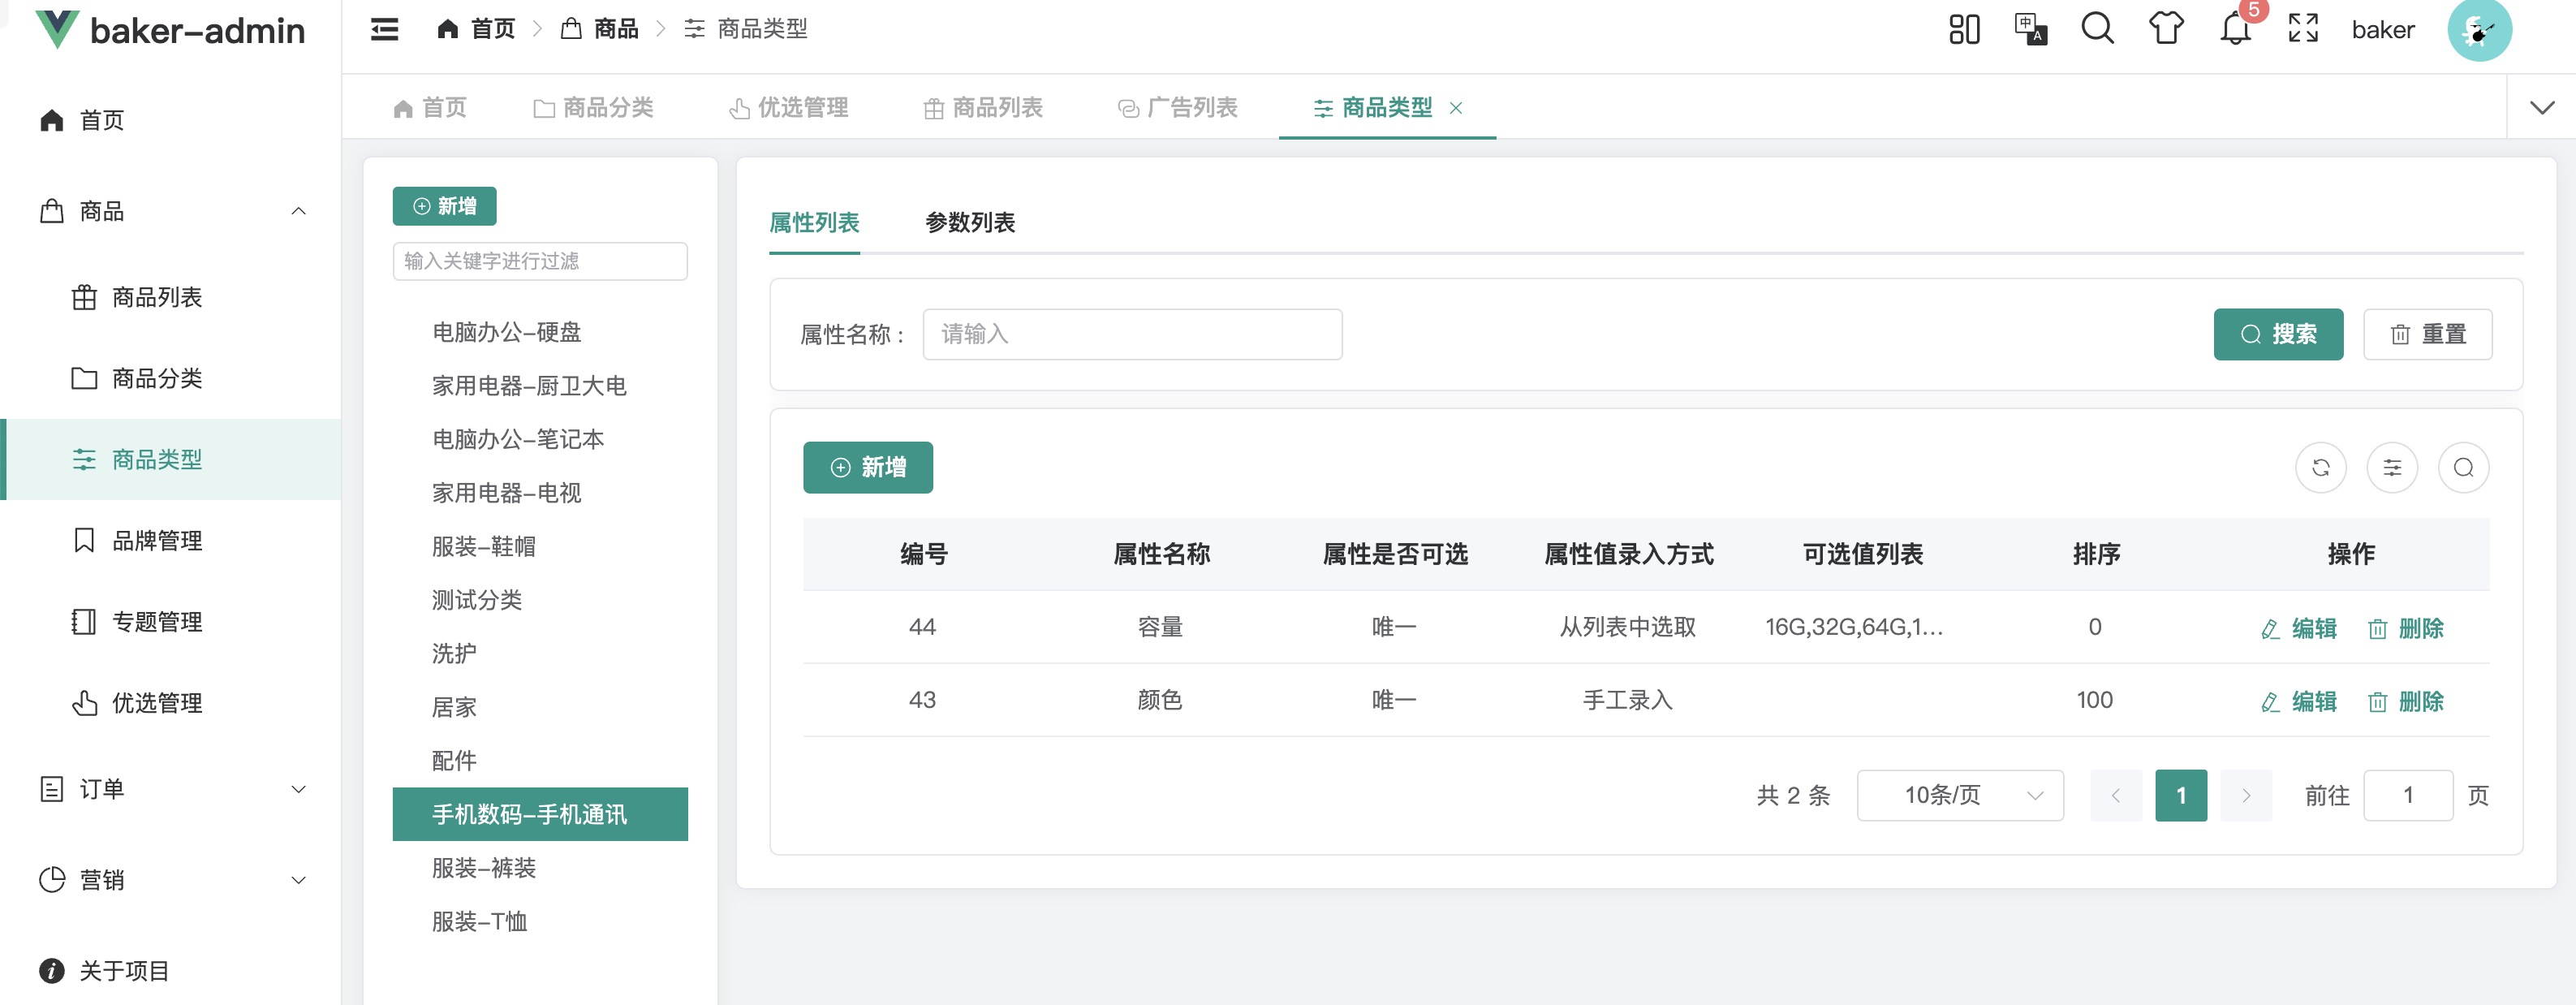 baker-admin
首页 商品 商品类型
中 A
5
baker
首页
商品
商品列表
商品分类
商品类型
品牌管理
专题管理
优选管理
订单
营销
关于项目
首页 商品分类 优选管理 商品列表 广告列表 商品类型
新增
输入关键字进行过滤
电脑办公-硬盘
家用电器-厨卫大电
电脑办公-笔记本
家用电器-电视
服装-鞋帽
测试分类
洗护
居家
配件
手机数码-手机通讯
服装-裤装
服装-T恤
属性列表 参数列表
属性名称： 请输入 搜索 重置
新增
编号 属性名称 属性是否可选 属性值录入方式 可选值列表 排序 操作
44 容量 唯一 从列表中选取 16G,32G,64G,1... 0 编辑 删除
43 颜色 唯一 手工录入 100 编辑 删除
共 2 条 10条/页 1 前往 1 页